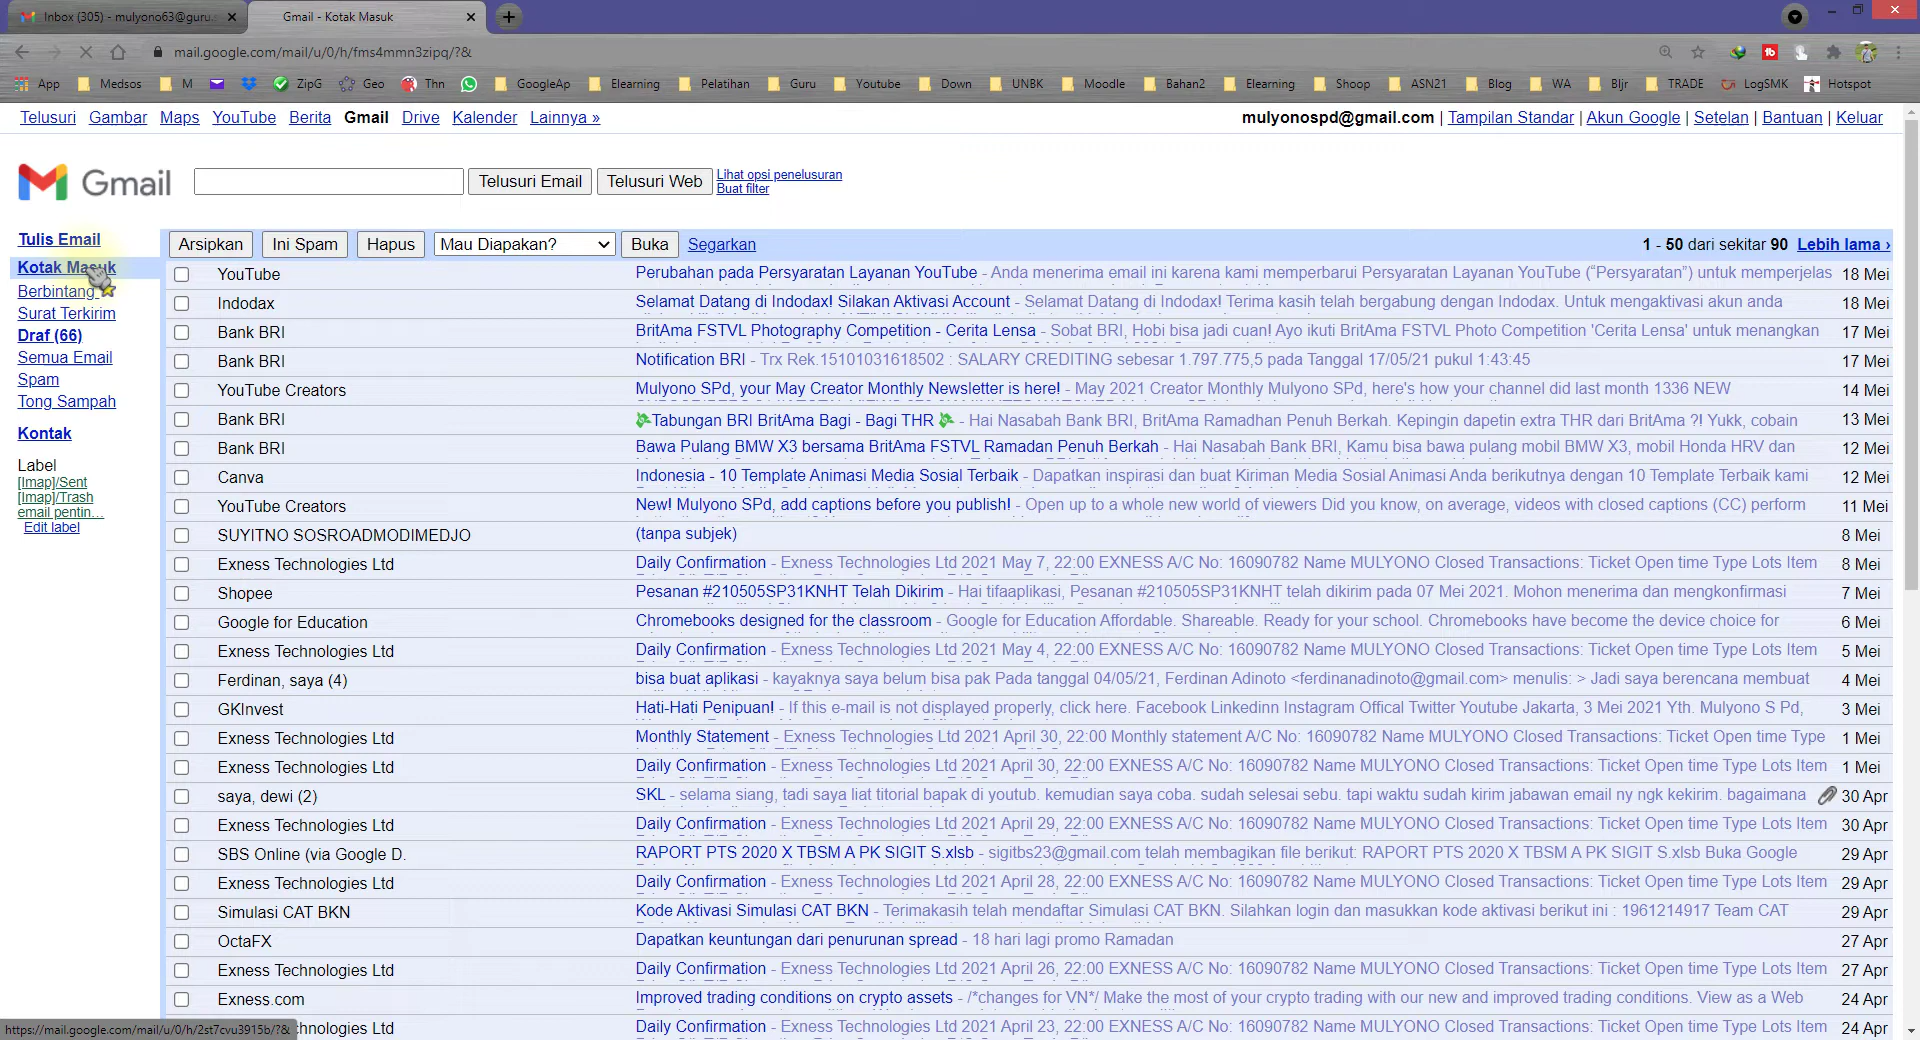 Inbox (305) - mulyono63@guru.
Gmail - Kotak Masuk
mail.google.com/mail/u/0/h/fms4mmn3zipq/?&
App Medsos M ZipG Geo Thn GoogleAp Elearning Pelatihan Guru Youtube Down UNBK Moodle Bahan2 Elearning Shoop ASN21 Blog WA Bljr TRADE LogSMK Hotspot
Telusuri Gambar Maps YouTube Berita Gmail Drive Kalender Lainnya »
mulyonospd@gmail.com | Tampilan Standar | Akun Google | Setelan | Bantuan | Keluar
Gmail
Telusuri Email Telusuri Web
Lihat opsi penelusuran
Buat filter
Tulis Email
Kotak Masuk
Berbintang
Surat Terkirim
Draf (66)
Semua Email
Spam
Tong Sampah
Kontak
Label
[Imap]/Sent
[Imap]/Trash
email pentin...
Edit label
Arsipkan Ini Spam Hapus Mau Diapakan? Buka Segarkan 1 - 50 dari sekitar 90 Lebih lama ›
YouTube Perubahan pada Persyaratan Layanan YouTube - Anda menerima email ini karena kami memperbarui Persyaratan Layanan YouTube (“Persyaratan”) untuk memperjelas 18 Mei
Indodax Selamat Datang di Indodax! Silakan Aktivasi Account - Selamat Datang di Indodax! Terima kasih telah bergabung dengan Indodax. Untuk mengaktivasi akun anda 18 Mei
Bank BRI BritAma FSTVL Photography Competition - Cerita Lensa - Sobat BRI, Hobi bisa jadi cuan! Ayo ikuti BritAma FSTVL Photo Competition 'Cerita Lensa' untuk menangkan 17 Mei
Bank BRI Notification BRI - Trx Rek.15101031618502 : SALARY CREDITING sebesar 1.797.775,5 pada Tanggal 17/05/21 pukul 1:43:45 17 Mei
YouTube Creators Mulyono SPd, your May Creator Monthly Newsletter is here! - May 2021 Creator Monthly Mulyono SPd, here's how your channel did last month 1336 NEW 14 Mei
Bank BRI Tabungan BRI BritAma Bagi - Bagi THR - Hai Nasabah Bank BRI, BritAma Ramadhan Penuh Berkah. Kepingin dapetin extra THR dari BritAma ?! Yukk, cobain 13 Mei
Bank BRI Bawa Pulang BMW X3 bersama BritAma FSTVL Ramadan Penuh Berkah - Hai Nasabah Bank BRI, Kamu bisa bawa pulang mobil BMW X3, mobil Honda HRV dan 12 Mei
Canva Indonesia - 10 Template Animasi Media Sosial Terbaik - Dapatkan inspirasi dan buat Kiriman Media Sosial Animasi Anda berikutnya dengan 10 Template Terbaik kami 12 Mei
YouTube Creators New! Mulyono SPd, add captions before you publish! - Open up to a whole new world of viewers Did you know, on average, videos with closed captions (CC) perform 11 Mei
SUYITNO SOSROADMODIMEDJO (tanpa subjek) 8 Mei
Exness Technologies Ltd Daily Confirmation - Exness Technologies Ltd 2021 May 7, 22:00 EXNESS A/C No: 16090782 Name MULYONO Closed Transactions: Ticket Open time Type Lots Item 8 Mei
Shopee Pesanan #210505SP31KNHT Telah Dikirim - Hai tifaaplikasi, Pesanan #210505SP31KNHT telah dikirim pada 07 Mei 2021. Mohon menerima dan mengkonfirmasi 7 Mei
Google for Education Chromebooks designed for the classroom - Google for Education Affordable. Shareable. Ready for your school. Chromebooks have become the device choice for 6 Mei
Exness Technologies Ltd Daily Confirmation - Exness Technologies Ltd 2021 May 4, 22:00 EXNESS A/C No: 16090782 Name MULYONO Closed Transactions: Ticket Open time Type Lots Item 5 Mei
Ferdinan, saya (4) bisa buat aplikasi - kayaknya saya belum bisa pak Pada tanggal 04/05/21, Ferdinan Adinoto <ferdinanadinoto@gmail.com> menulis: > Jadi saya berencana membuat 4 Mei
GKInvest Hati-Hati Penipuan! - If this e-mail is not displayed properly, click here. Facebook Linkedinn Instagram Offical Twitter Youtube Jakarta, 3 Mei 2021 Yth. Mulyono S Pd, 3 Mei
Exness Technologies Ltd Monthly Statement - Exness Technologies Ltd 2021 April 30, 22:00 Monthly statement A/C No: 16090782 Name MULYONO Closed Transactions: Ticket Open time Type 1 Mei
Exness Technologies Ltd Daily Confirmation - Exness Technologies Ltd 2021 April 30, 22:00 EXNESS A/C No: 16090782 Name MULYONO Closed Transactions: Ticket Open time Type Lots Item 1 Mei
saya, dewi (2) SKL - selama siang, tadi saya liat titorial bapak di youtub. kemudian saya coba. sudah selesai sebu. tapi waktu sudah kirim jabawan email ny ngk kekirim. bagaimana 30 Apr
Exness Technologies Ltd Daily Confirmation - Exness Technologies Ltd 2021 April 29, 22:00 EXNESS A/C No: 16090782 Name MULYONO Closed Transactions: Ticket Open time Type Lots Item 30 Apr
SBS Online (via Google D. RAPORT PTS 2020 X TBSM A PK SIGIT S.xlsb - sigitbs23@gmail.com telah membagikan file berikut: RAPORT PTS 2020 X TBSM A PK SIGIT S.xlsb Buka Google 29 Apr
Exness Technologies Ltd Daily Confirmation - Exness Technologies Ltd 2021 April 28, 22:00 EXNESS A/C No: 16090782 Name MULYONO Closed Transactions: Ticket Open time Type Lots Item 29 Apr
Simulasi CAT BKN Kode Aktivasi Simulasi CAT BKN - Terimakasih telah mendaftar Simulasi CAT BKN. Silahkan login dan masukkan kode aktivasi berikut ini : 1961214917 Team CAT 29 Apr
OctaFX Dapatkan keuntungan dari penurunan spread - 18 hari lagi promo Ramadan 27 Apr
Exness Technologies Ltd Daily Confirmation - Exness Technologies Ltd 2021 April 26, 22:00 EXNESS A/C No: 16090782 Name MULYONO Closed Transactions: Ticket Open time Type Lots Item 27 Apr
Exness.com Improved trading conditions on crypto assets - /*changes for VN*/ Make the most of your crypto trading with our new and improved trading conditions. View as a Web 24 Apr
hnologies Ltd Daily Confirmation - Exness Technologies Ltd 2021 April 23, 22:00 EXNESS A/C No: 16090782 Name MULYONO Closed Transactions: Ticket Open time Type Lots Item 24 Apr
https://mail.google.com/mail/u/0/h/2st7cvu3915b/?&